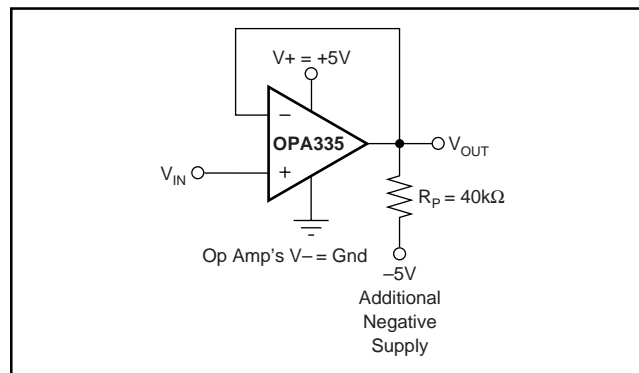 V+ = +5V
−
OPA335
+
V_IN
V_OUT
R_P = 40kΩ
Op Amp's V− = Gnd
−5V
Additional
Negative
Supply